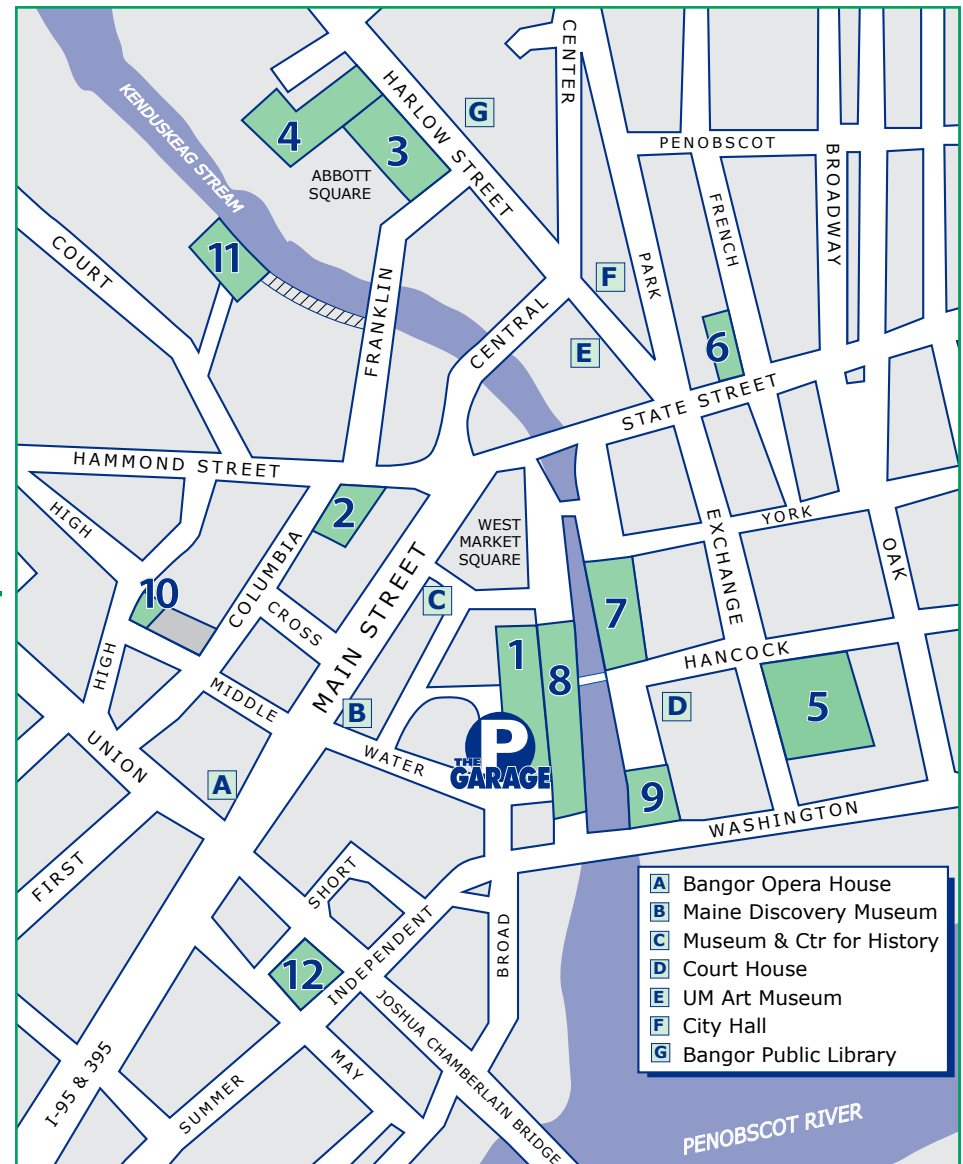 CENTER
HARLOW STREET
G
KENDUSKEAG STREAM
4
3
PENOBSCOT
BROADWAY
ABBOTT
SQUARE
FRENCH
COURT
11
PARK
F
FRANKLIN
CENTRAL
E
6
STATE STREET
HAMMOND STREET
HIGH
2
WEST
MARKET
SQUARE
EXCHANGE
YORK
OAK
COLUMBIA
MAIN STREET
10
C
CROSS
7
1
8
HANCOCK
HIGH
MIDDLE
B
D
5
UNION
WATER
P
THE
GARAGE
A
9
WASHINGTON
FIRST
SHORT
INDEPENDENT
BROAD
12
JOSHUA CHAMBERLAIN BRIDGE
MAY
I-95 & 395
SUMMER
A Bangor Opera House
B Maine Discovery Museum
C Museum & Ctr for History
D Court House
E UM Art Museum
F City Hall
G Bangor Public Library
PENOBSCOT RIVER